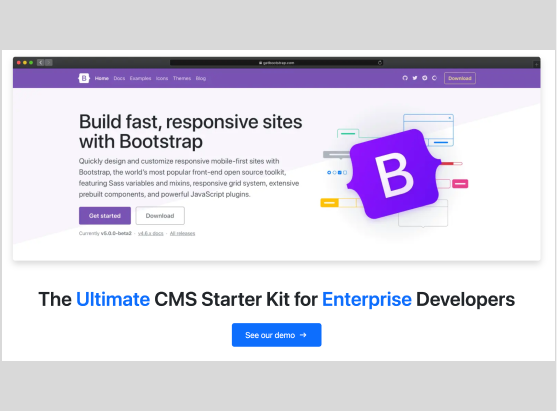 getbootstrap.com
B Home Docs Examples Icons Themes Blog Download
Build fast, responsive sites
with Bootstrap
Quickly design and customize responsive mobile-first sites with
Bootstrap, the world's most popular front-end open source toolkit,
featuring Sass variables and mixins, responsive grid system, extensive
prebuilt components, and powerful JavaScript plugins.
Get started Download
Currently v5.0.0-beta2 · v4.6.x docs · All releases
B
The Ultimate CMS Starter Kit for Enterprise Developers
See our demo →